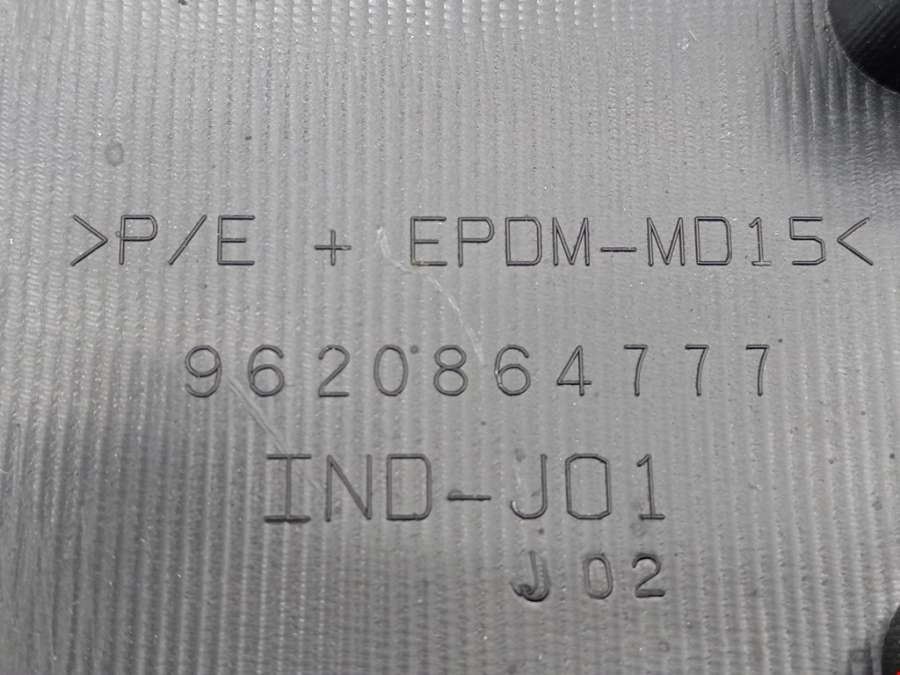 >P/E + EPDM-MD15<
9620864777
IND-J01
J02